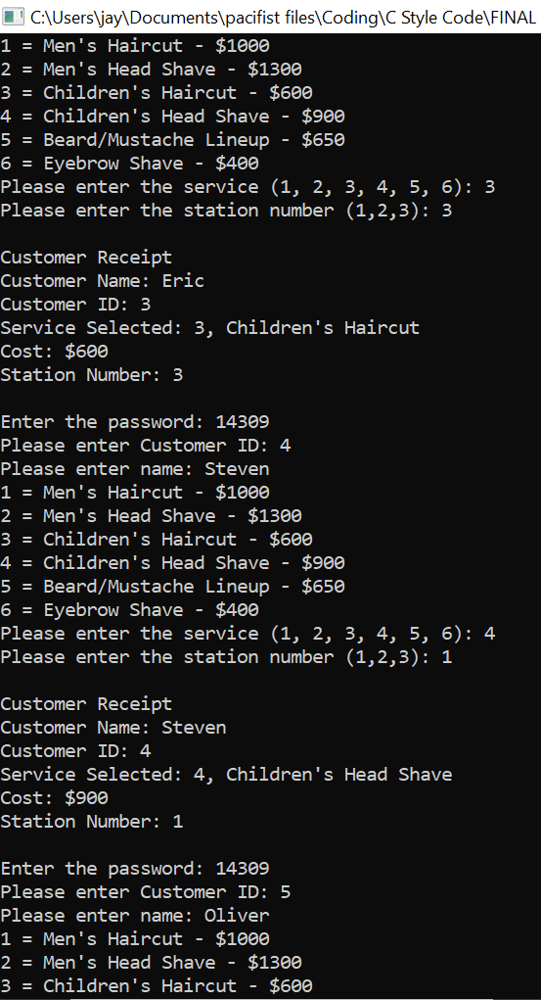 C:\Users\jay\Documents\pacifist files\Coding\C Style Code\FINAL
1 = Men's Haircut - $1000
2 = Men's Head Shave - $1300
3 = Children's Haircut - $600
4 = Children's Head Shave - $900
5 = Beard/Mustache Lineup - $650
6 = Eyebrow Shave - $400
Please enter the service (1, 2, 3, 4, 5, 6): 3
Please enter the station number (1,2,3): 3
Customer Receipt
Customer Name: Eric
Customer ID: 3
Service Selected: 3, Children's Haircut
Cost: $600
Station Number: 3
Enter the password: 14309
Please enter Customer ID: 4
Please enter name: Steven
1 = Men's Haircut - $1000
2 = Men's Head Shave - $1300
3 = Children's Haircut - $600
4 = Children's Head Shave - $900
5 = Beard/Mustache Lineup - $650
6 = Eyebrow Shave - $400
Please enter the service (1, 2, 3, 4, 5, 6): 4
Please enter the station number (1,2,3): 1
Customer Receipt
Customer Name: Steven
Customer ID: 4
Service Selected: 4, Children's Head Shave
Cost: $900
Station Number: 1
Enter the password: 14309
Please enter Customer ID: 5
Please enter name: Oliver
1 = Men's Haircut - $1000
2 = Men's Head Shave - $1300
3 = Children's Haircut - $600